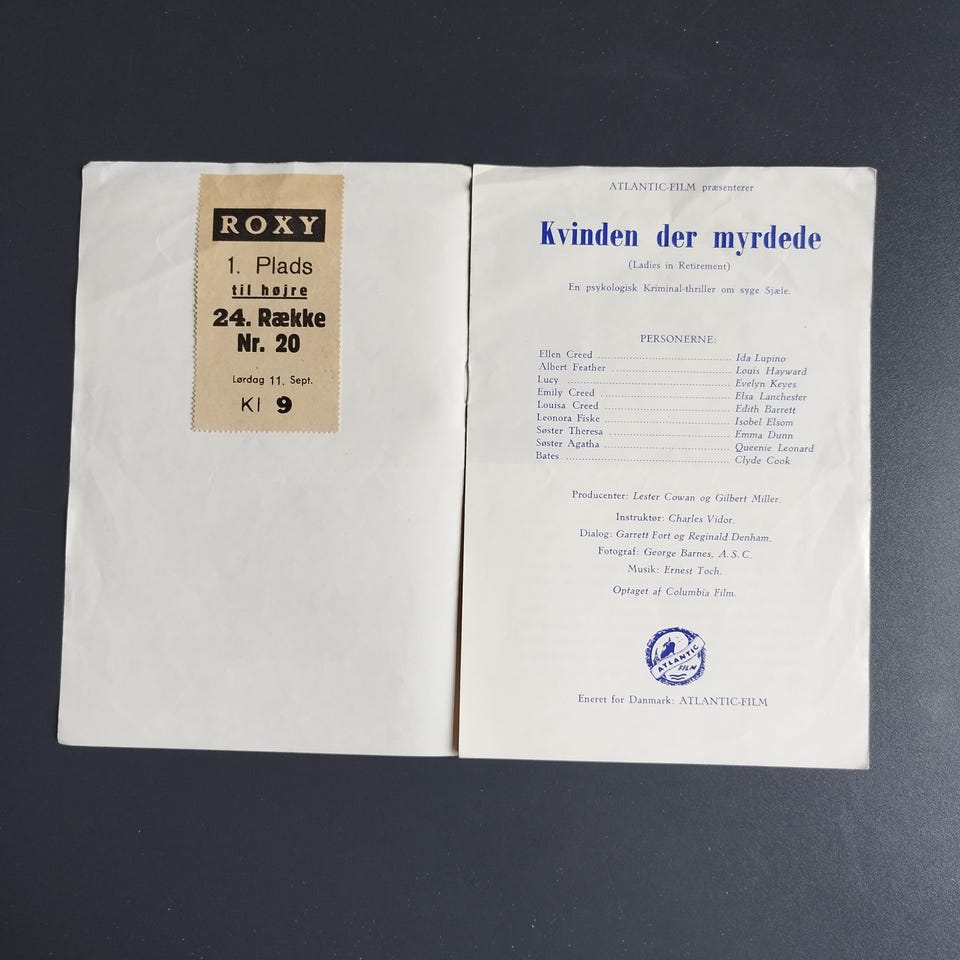 ROXY
1. Plads
til højre
24. Række
Nr. 20
Lørdag 11. Sept.
Kl 9
ATLANTIC-FILM præsenterer
Kvinden der myrdede
(Ladies in Retirement)
En psykologisk Kriminal-thriller om syge Sjæle.
PERSONERNE:
Ellen Creed ........ Ida Lupino
Albert Feather ........ Louis Hayward
Lucy ........ Evelyn Keyes
Emily Creed ........ Elsa Lanchester
Louisa Creed ........ Edith Barrett
Leonora Fiske ........ Isobel Elsom
Søster Theresa ........ Emma Dunn
Søster Agatha ........ Queenie Leonard
Bates ........ Clyde Cook
Producenter: Lester Cowan og Gilbert Miller.
Instruktør: Charles Vidor.
Dialog: Garrett Fort og Reginald Denham.
Fotograf: George Barnes, A. S. C.
Musik: Ernest Toch.
Optaget af Columbia Film.
ATLANTIC
FILM
Eneret for Danmark: ATLANTIC-FILM